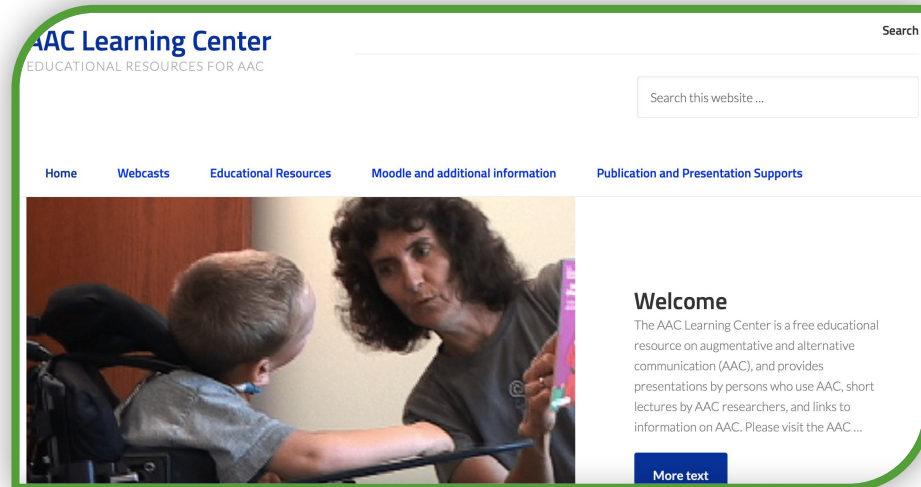 AAC Learning Center
EDUCATIONAL RESOURCES FOR AAC
Search
Search this website ...
Home
Webcasts
Educational Resources
Moodle and additional information
Publication and Presentation Supports
Welcome
The AAC Learning Center is a free educational
resource on augmentative and alternative
communication (AAC), and provides
presentations by persons who use AAC, short
lectures by AAC researchers, and links to
information on AAC. Please visit the AAC ...
More text